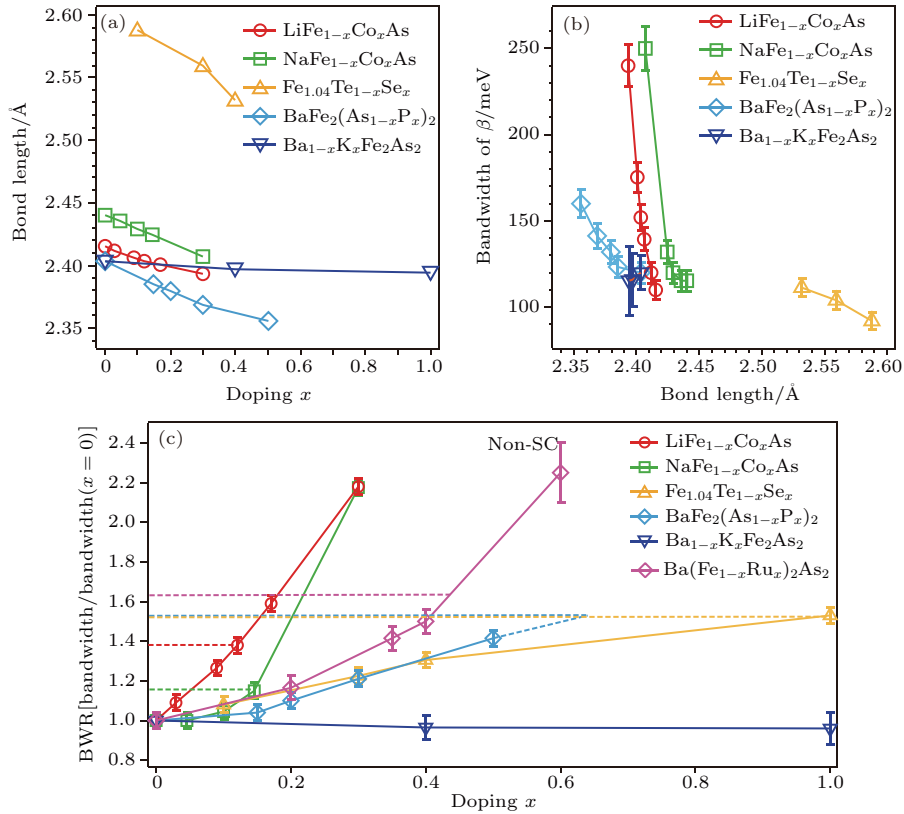 (a)
2.60
2.55
2.50
2.45
2.40
2.35
Bond length/Å
LiFe₁₋ₓCoₓAs
NaFe₁₋ₓCoₓAs
Fe₁.₀₄Te₁₋ₓSeₓ
BaFe₂(As₁₋ₓPₓ)₂
Ba₁₋ₓKₓFe₂As₂
0 0.2 0.4 0.6 0.8 1.0
Doping x
(b)
250
200
150
100
Bandwidth of β/meV
LiFe₁₋ₓCoₓAs
NaFe₁₋ₓCoₓAs
Fe₁.₀₄Te₁₋ₓSeₓ
BaFe₂(As₁₋ₓPₓ)₂
Ba₁₋ₓKₓFe₂As₂
2.35 2.40 2.45 2.50 2.55 2.60
Bond length/Å
(c)
2.4
2.2
2.0
1.8
1.6
1.4
1.2
1.0
0.8
BWR[bandwidth/bandwidth(x = 0)]
Non-SC
LiFe₁₋ₓCoₓAs
NaFe₁₋ₓCoₓAs
Fe₁.₀₄Te₁₋ₓSeₓ
BaFe₂(As₁₋ₓPₓ)₂
Ba₁₋ₓKₓFe₂As₂
Ba(Fe₁₋ₓRuₓ)₂As₂
0 0.2 0.4 0.6 0.8 1.0
Doping x